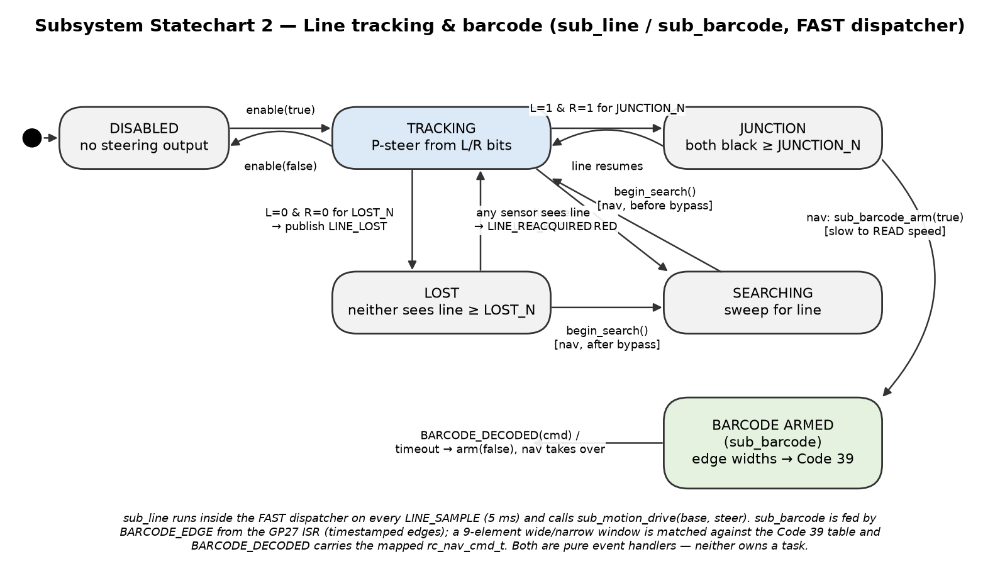 Subsystem Statechart 2 — Line tracking & barcode (sub_line / sub_barcode, FAST dispatcher)
DISABLED
no steering output
enable(true)
enable(false)
TRACKING
P-steer from L/R bits
L=1 & R=1 for JUNCTION_N
line resumes
JUNCTION
both black ≥ JUNCTION_N
L=0 & R=0 for LOST_N
→ publish LINE_LOST
any sensor sees line
→ LINE_REACQUIRED
RED
begin_search()
[nav, before bypass]
nav: sub_barcode_arm(true)
[slow to READ speed]
LOST
neither sees line ≥ LOST_N
begin_search()
[nav, after bypass]
SEARCHING
sweep for line
BARCODE_DECODED(cmd) /
timeout → arm(false), nav takes over
BARCODE ARMED
(sub_barcode)
edge widths → Code 39
sub_line runs inside the FAST dispatcher on every LINE_SAMPLE (5 ms) and calls sub_motion_drive(base, steer). sub_barcode is fed by
BARCODE_EDGE from the GP27 ISR (timestamped edges); a 9-element wide/narrow window is matched against the Code 39 table and
BARCODE_DECODED carries the mapped rc_nav_cmd_t. Both are pure event handlers — neither owns a task.